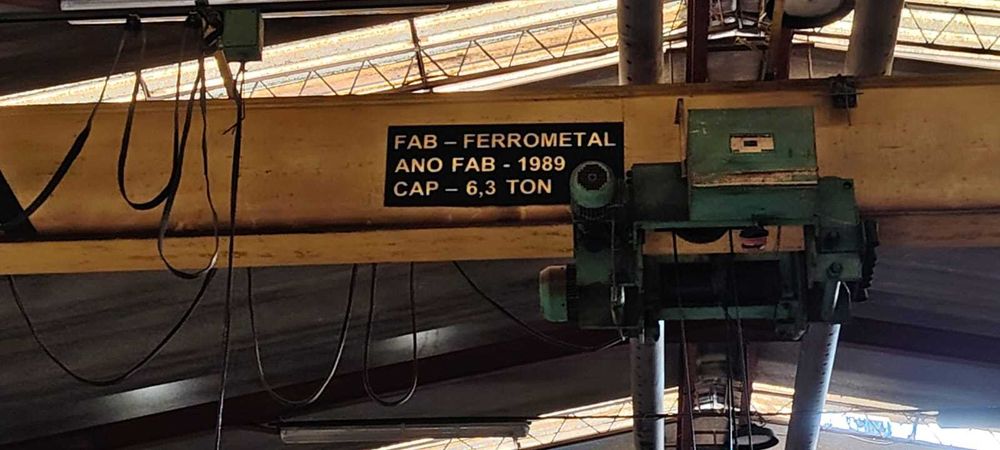 FAB – FERROMETAL
ANO FAB - 1989
CAP – 6,3 TON